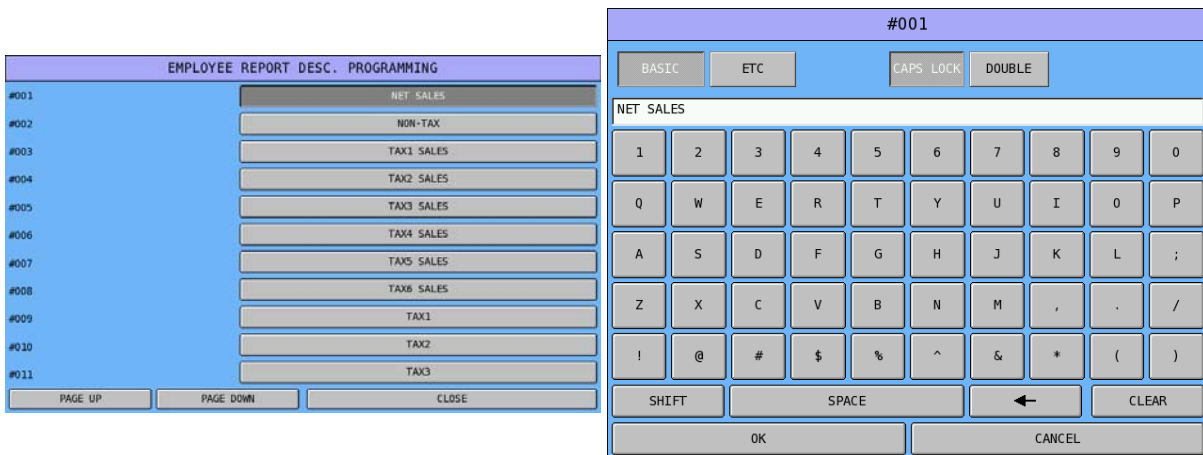 EMPLOYEE REPORT DESC. PROGRAMMING
#001 NET SALES
#002 NON-TAX
#003 TAX1 SALES
#004 TAX2 SALES
#005 TAX3 SALES
#006 TAX4 SALES
#007 TAX5 SALES
#008 TAX6 SALES
#009 TAX1
#010 TAX2
#011 TAX3
PAGE UP PAGE DOWN CLOSE
#001
BASIC ETC CAPS LOCK DOUBLE
NET SALES
1 2 3 4 5 6 7 8 9 0
Q W E R T Y U I O P
A S D F G H J K L ;
Z X C V B N M , . /
! @ # $ % ^ & * ( )
SHIFT SPACE ← CLEAR
OK CANCEL